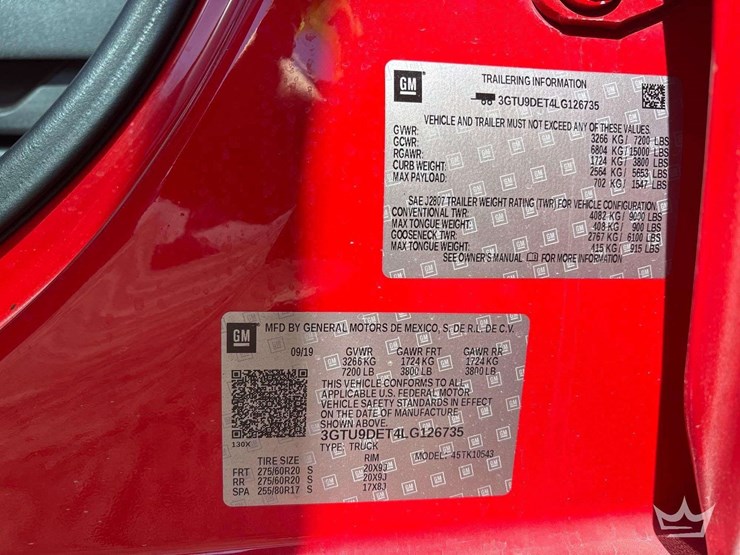 GM
TRAILERING INFORMATION
3GTU9DET4LG126735
VEHICLE AND TRAILER MUST NOT EXCEED ANY OF THESE VALUES.
GVWR: 3266 KG/ 7200 LBS
GCWR: 6804 KG/ 15000 LBS
RGAWR: 1724 KG/ 3800 LBS
CURB WEIGHT: 2564 KG/ 5653 LBS
MAX PAYLOAD: 702 KG/ 1547 LBS
SAE J2807 TRAILER WEIGHT RATING (TWR) FOR VEHICLE CONFIGURATION.
CONVENTIONAL TWR: 4082 KG/ 9000 LBS
MAX TONGUE WEIGHT: 408 KG/ 900 LBS
GOOSENECK TWR: 2767 KG/ 6100 LBS
MAX TONGUE WEIGHT: 415 KG/ 915 LBS
SEE OWNER'S MANUAL FOR MORE INFORMATION
GM
MFD BY GENERAL MOTORS DE MEXICO, S. DE R.L. DE C.V.
09/19 GVWR GAWR FRT GAWR RR
3266 KG 1724 KG 1724 KG
7200 LB 3800 LB 3800 LB
THIS VEHICLE CONFORMS TO ALL
APPLICABLE U.S. FEDERAL MOTOR
VEHICLE SAFETY STANDARDS IN EFFECT
ON THE DATE OF MANUFACTURE
SHOWN ABOVE.
3GTU9DET4LG126735
130X
TYPE: TRUCK MODEL: 45TK10543
TIRE SIZE RIM
FRT 275/60R20 S 20X9J
RR 275/60R20 S 20X9J
SPA 255/80R17 S 17X8J